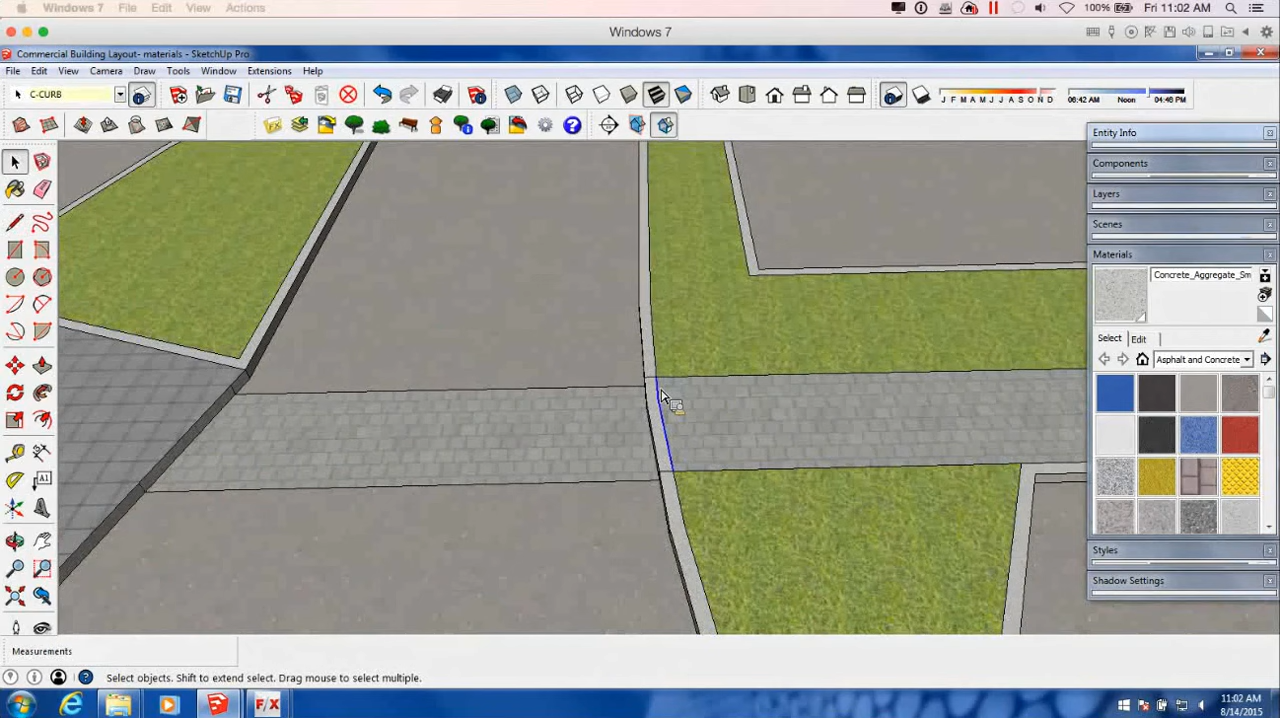 Windows 7 File Edit View Actions 100% Fri 11:02 AM
Windows 7
Commercial Building Layout- materials - SketchUp Pro
File Edit View Camera Draw Tools Window Extensions Help
C-CURB
J F M A M J J A S O N D 06:42 AM Noon 04:46 PM
Entity Info
Components
Layers
Scenes
Materials
Concrete_Aggregate_Sm
Select Edit
Asphalt and Concrete
A1
Styles
Shadow Settings
Measurements
Select objects. Shift to extend select. Drag mouse to select multiple.
F/X
11:02 AM
8/14/2015